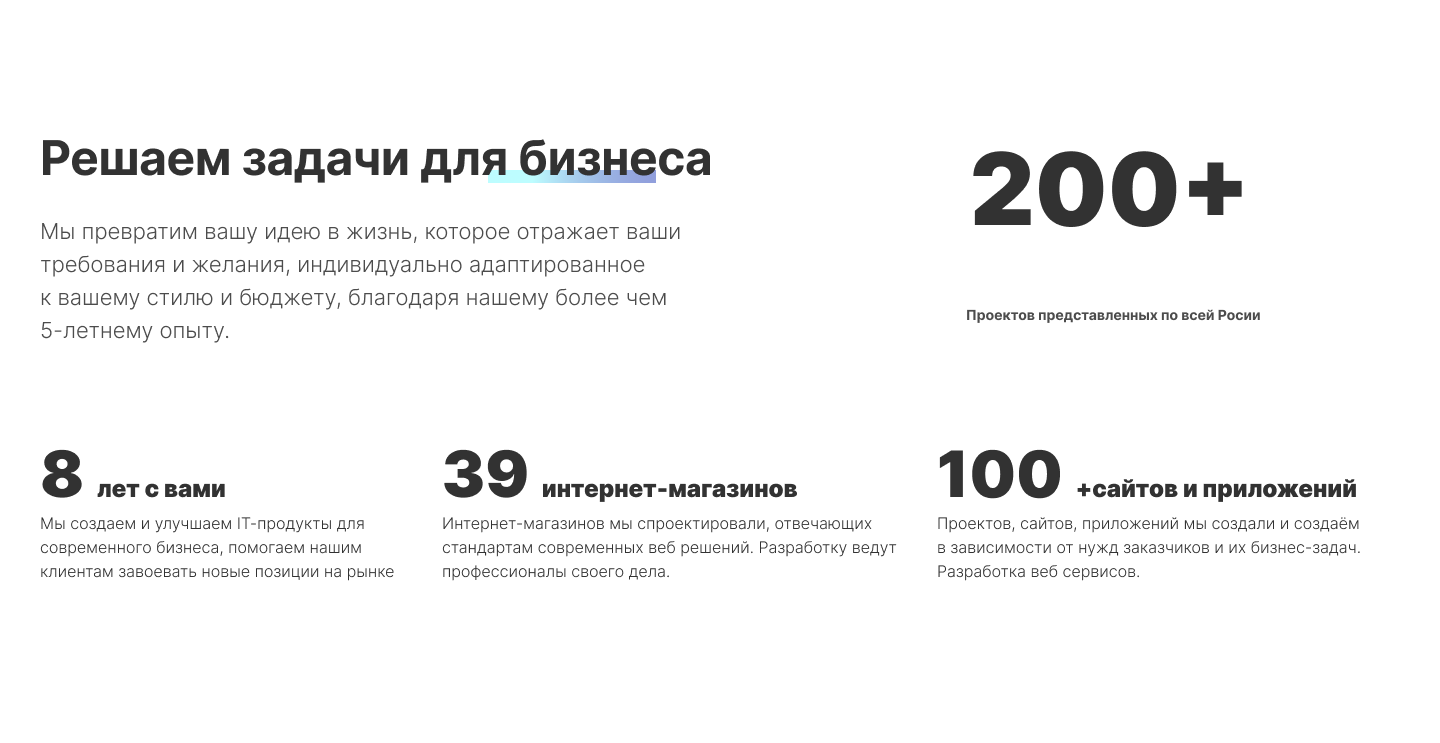 Решаем задачи для бизнеса
Мы превратим вашу идею в жизнь, которое отражает ваши
требования и желания, индивидуально адаптированное
к вашему стилю и бюджету, благодаря нашему более чем
5-летнему опыту.
200+
Проектов представленных по всей Росии
8 лет с вами
Мы создаем и улучшаем IT-продукты для
современного бизнеса, помогаем нашим
клиентам завоевать новые позиции на рынке
39 интернет-магазинов
Интернет-магазинов мы спроектировали, отвечающих
стандартам современных веб решений. Разработку ведут
профессионалы своего дела.
100 +сайтов и приложений
Проектов, сайтов, приложений мы создали и создаём
в зависимости от нужд заказчиков и их бизнес-задач.
Разработка веб сервисов.